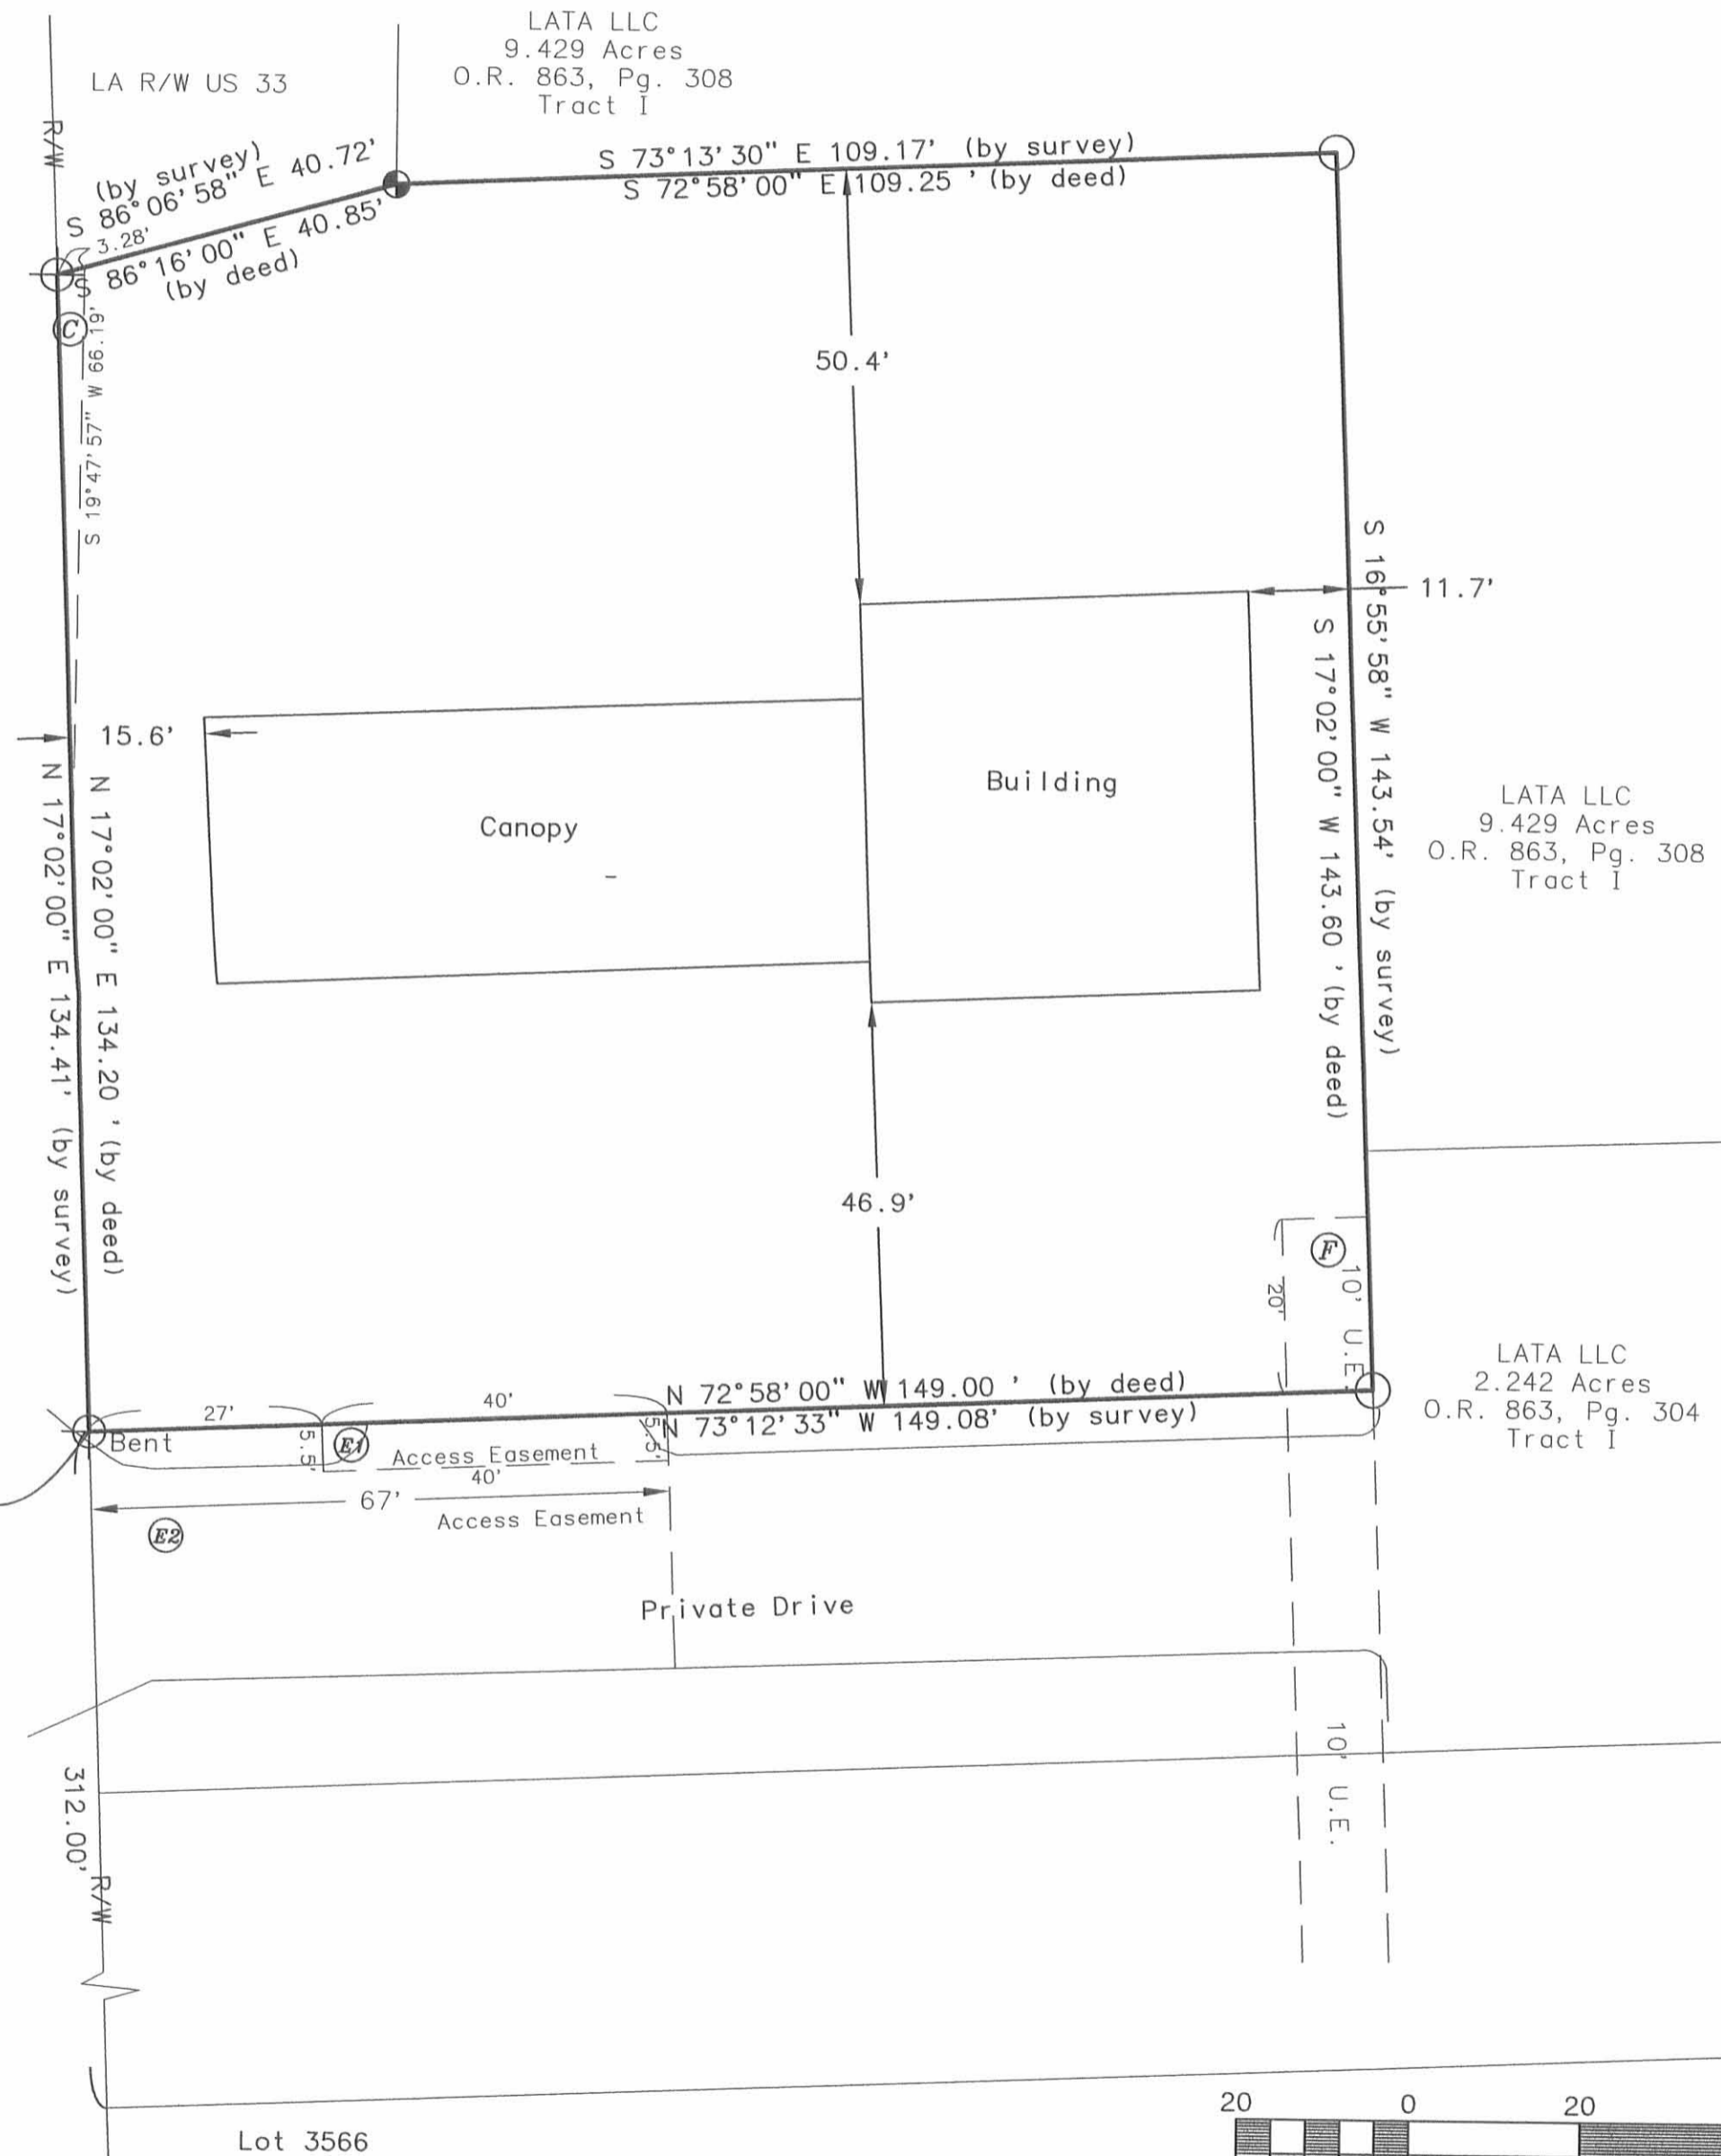 LATA LLC
9.429 Acres
O.R. 863, Pg. 308
Tract I
LA R/W US 33
R/W
(by survey)
S 86°06'58" E 40.72'
3.28'
S 86°16'00" E 40.85'
(by deed)
S 73°13'30" E 109.17' (by survey)
S 72°58'00" E 109.25 ' (by deed)
C
S 19°47'57" W 66.19'
50.4'
S 16°55'58" W 143.54' (by survey)
S 17°02'00" W 143.60 ' (by deed)
11.7'
15.6'
N 17°02'00" E 134.41' (by survey)
N 17°02'00" E 134.20 ' (by deed)
Building
Canopy
LATA LLC
9.429 Acres
O.R. 863, Pg. 308
Tract I
46.9'
F
10' U.E.
20'
LATA LLC
2.242 Acres
O.R. 863, Pg. 304
Tract I
N 72°58'00" W 149.00 ' (by deed)
N 73°12'33" W 149.08' (by survey)
27'
40'
Bent
5.5'
E1
Access Easement
5.5'
40'
67'
Access Easement
E2
Private Drive
10' U.E.
312.00'
R/W
Lot 3566
20 0 20